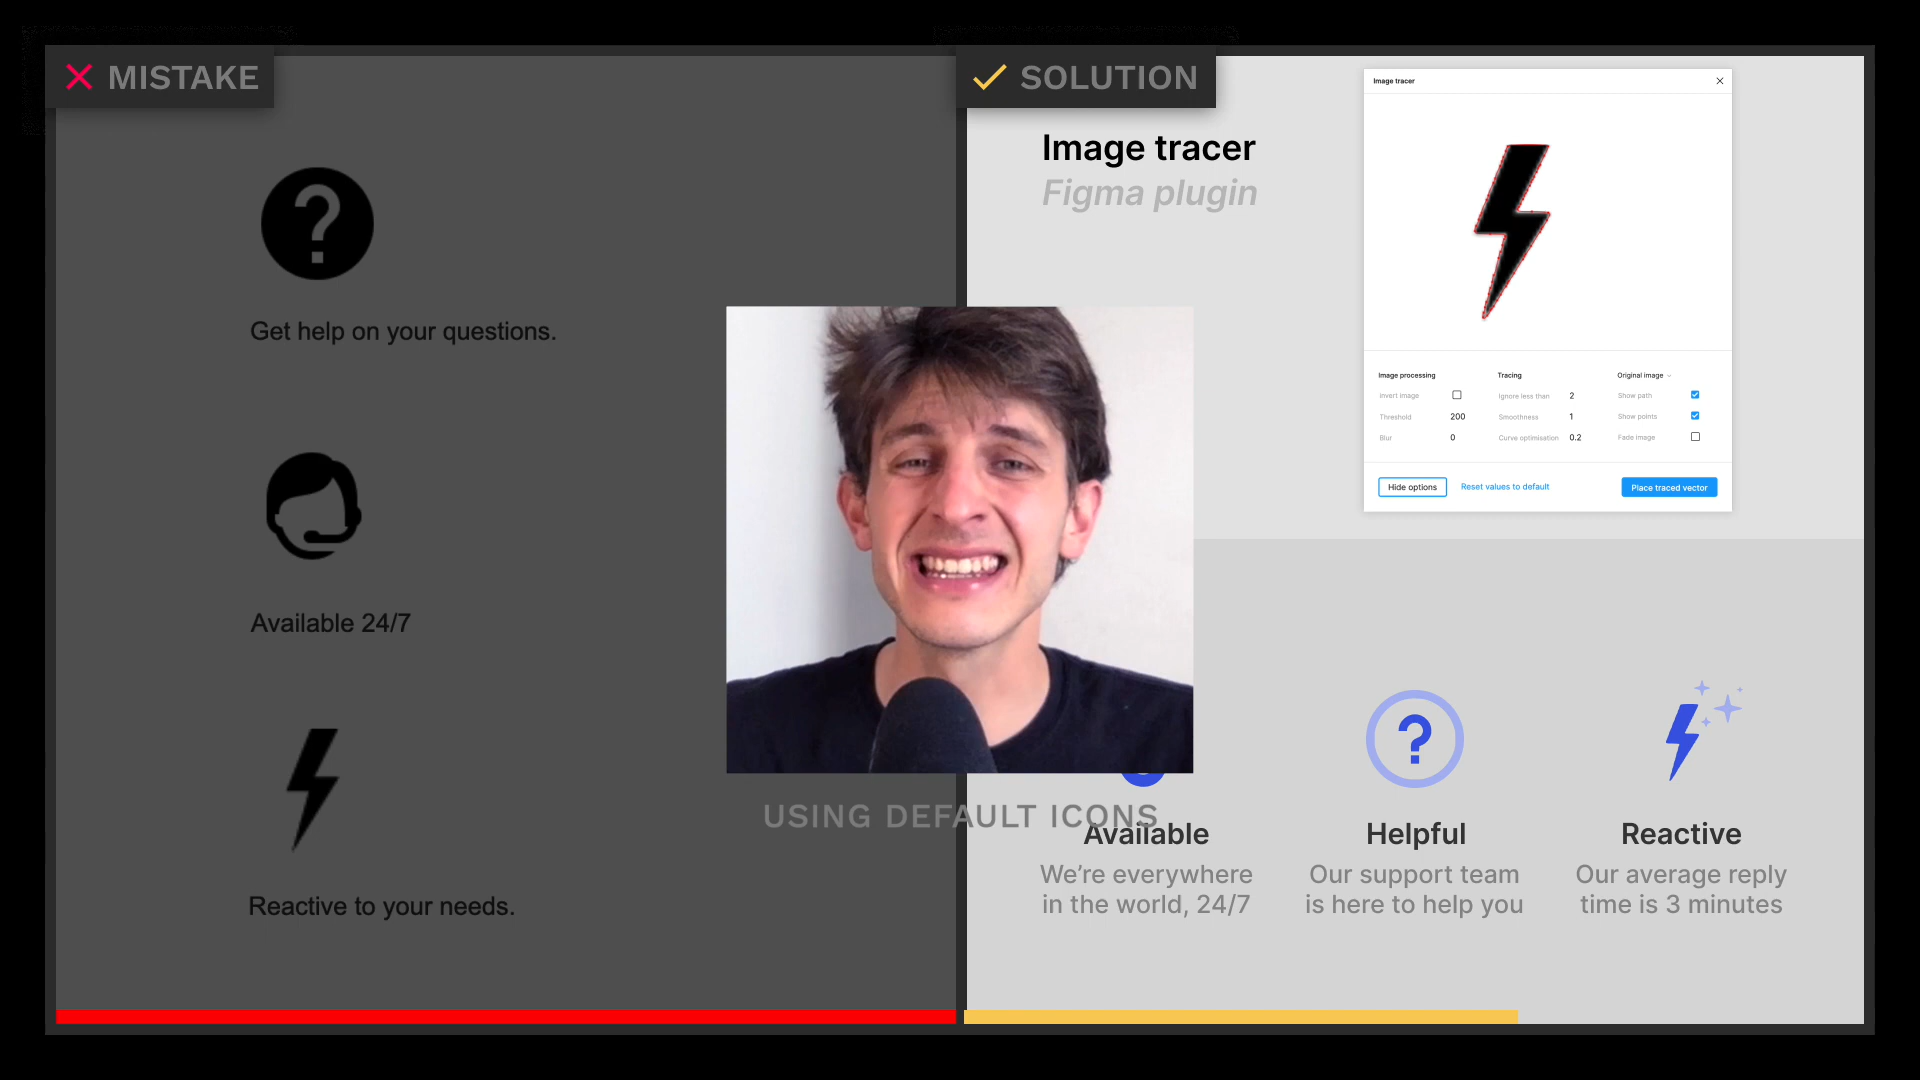 MISTAKE
Get help on your questions.
Available 24/7
Reactive to your needs.
SOLUTION
Image tracer
Figma plugin
Image tracer
Image processing
Invert image
Threshold 200
Blur 0
Tracing
Ignore less than 2
Smoothness 1
Curve optimisation 0.2
Original image
Show path
Show points
Fade image
Hide options
Reset values to default
Place traced vector
USING DEFAULT ICONS
Available
We're everywhere
in the world, 24/7
?
Helpful
Our support team
is here to help you
Reactive
Our average reply
time is 3 minutes